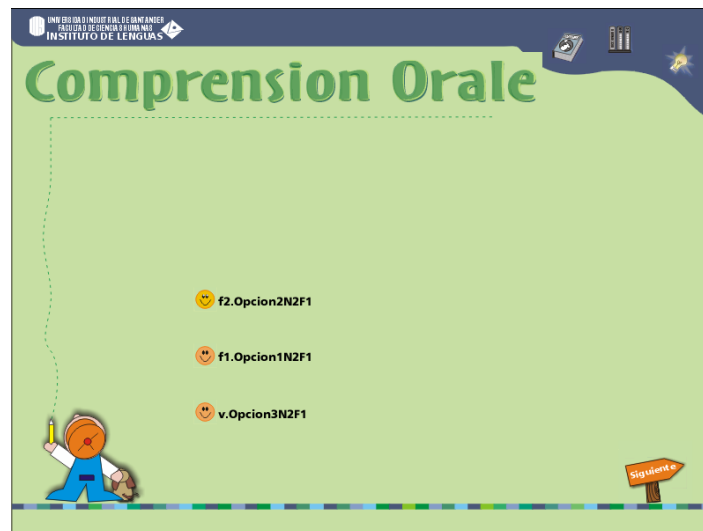 UNIVERSIDAD INDUSTRIAL DE SANTANDER
FACULTAD DE CIENCIAS HUMANAS
INSTITUTO DE LENGUAS
Comprension Orale
f2.Opcion2N2F1
f1.Opcion1N2F1
v.Opcion3N2F1
Siguiente